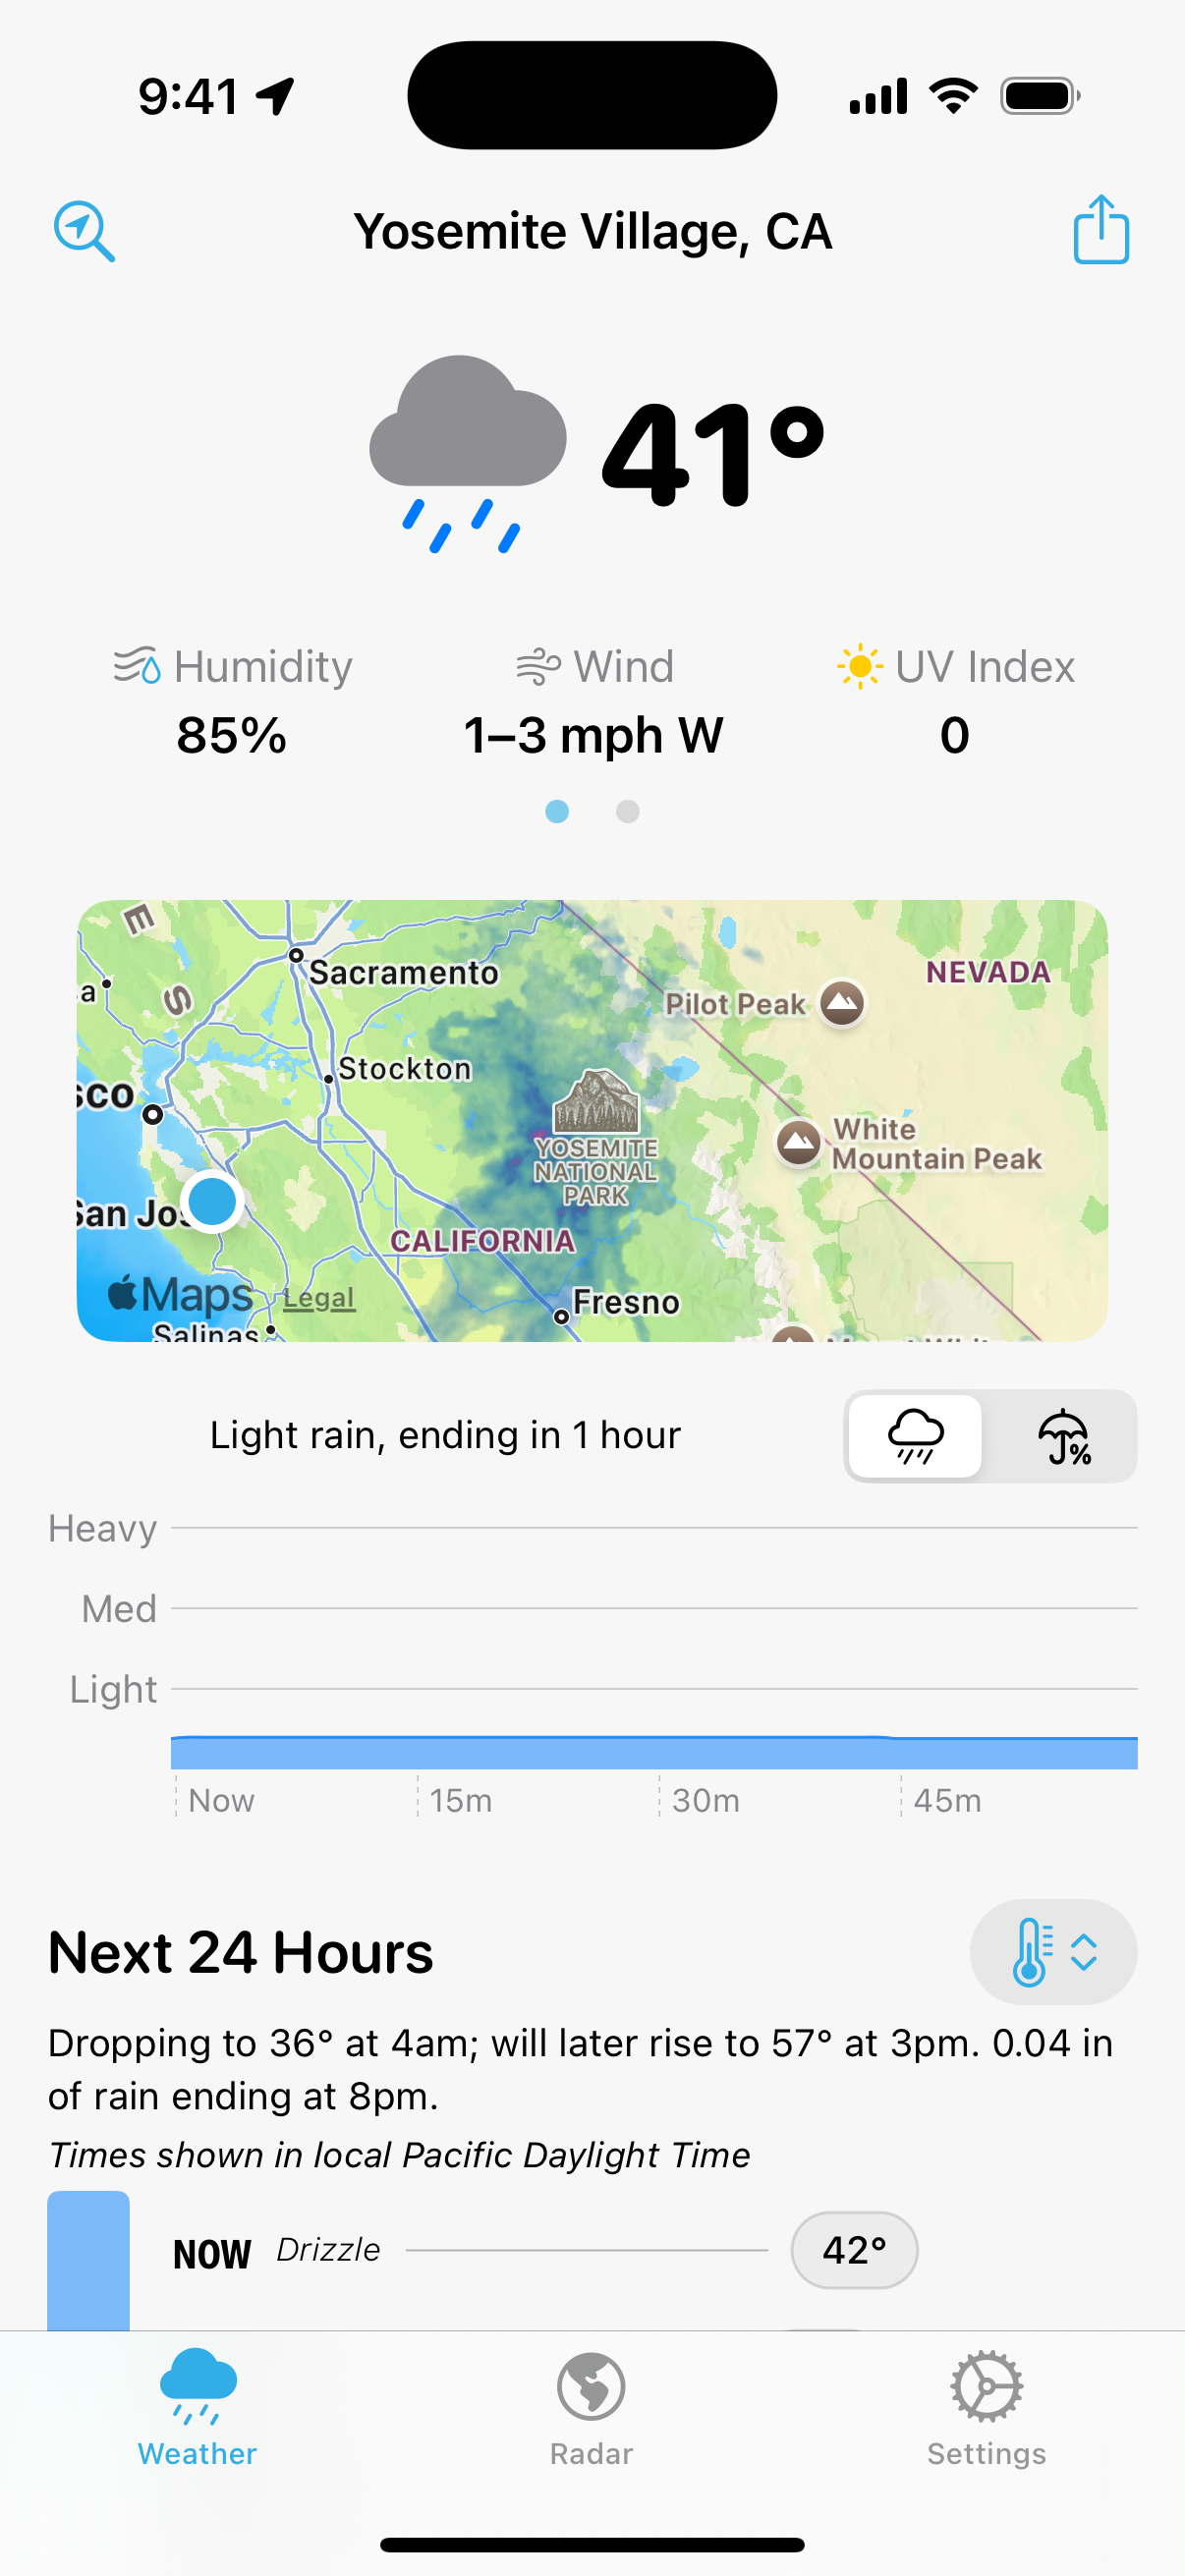 9:41
Yosemite Village, CA
41°
Humidity
85%
Wind
1–3 mph W
UV Index
0
E
S
Sacramento
a
NEVADA
Pilot Peak
Stockton
sco
YOSEMITE
NATIONAL
PARK
White
Mountain Peak
San Jos
CALIFORNIA
Maps
Legal
Fresno
Salinas
Light rain, ending in 1 hour
%
Heavy
Med
Light
Now 15m 30m 45m
Next 24 Hours
Dropping to 36° at 4am; will later rise to 57° at 3pm. 0.04 in
of rain ending at 8pm.
Times shown in local Pacific Daylight Time
NOW Drizzle 42°
Weather Radar Settings